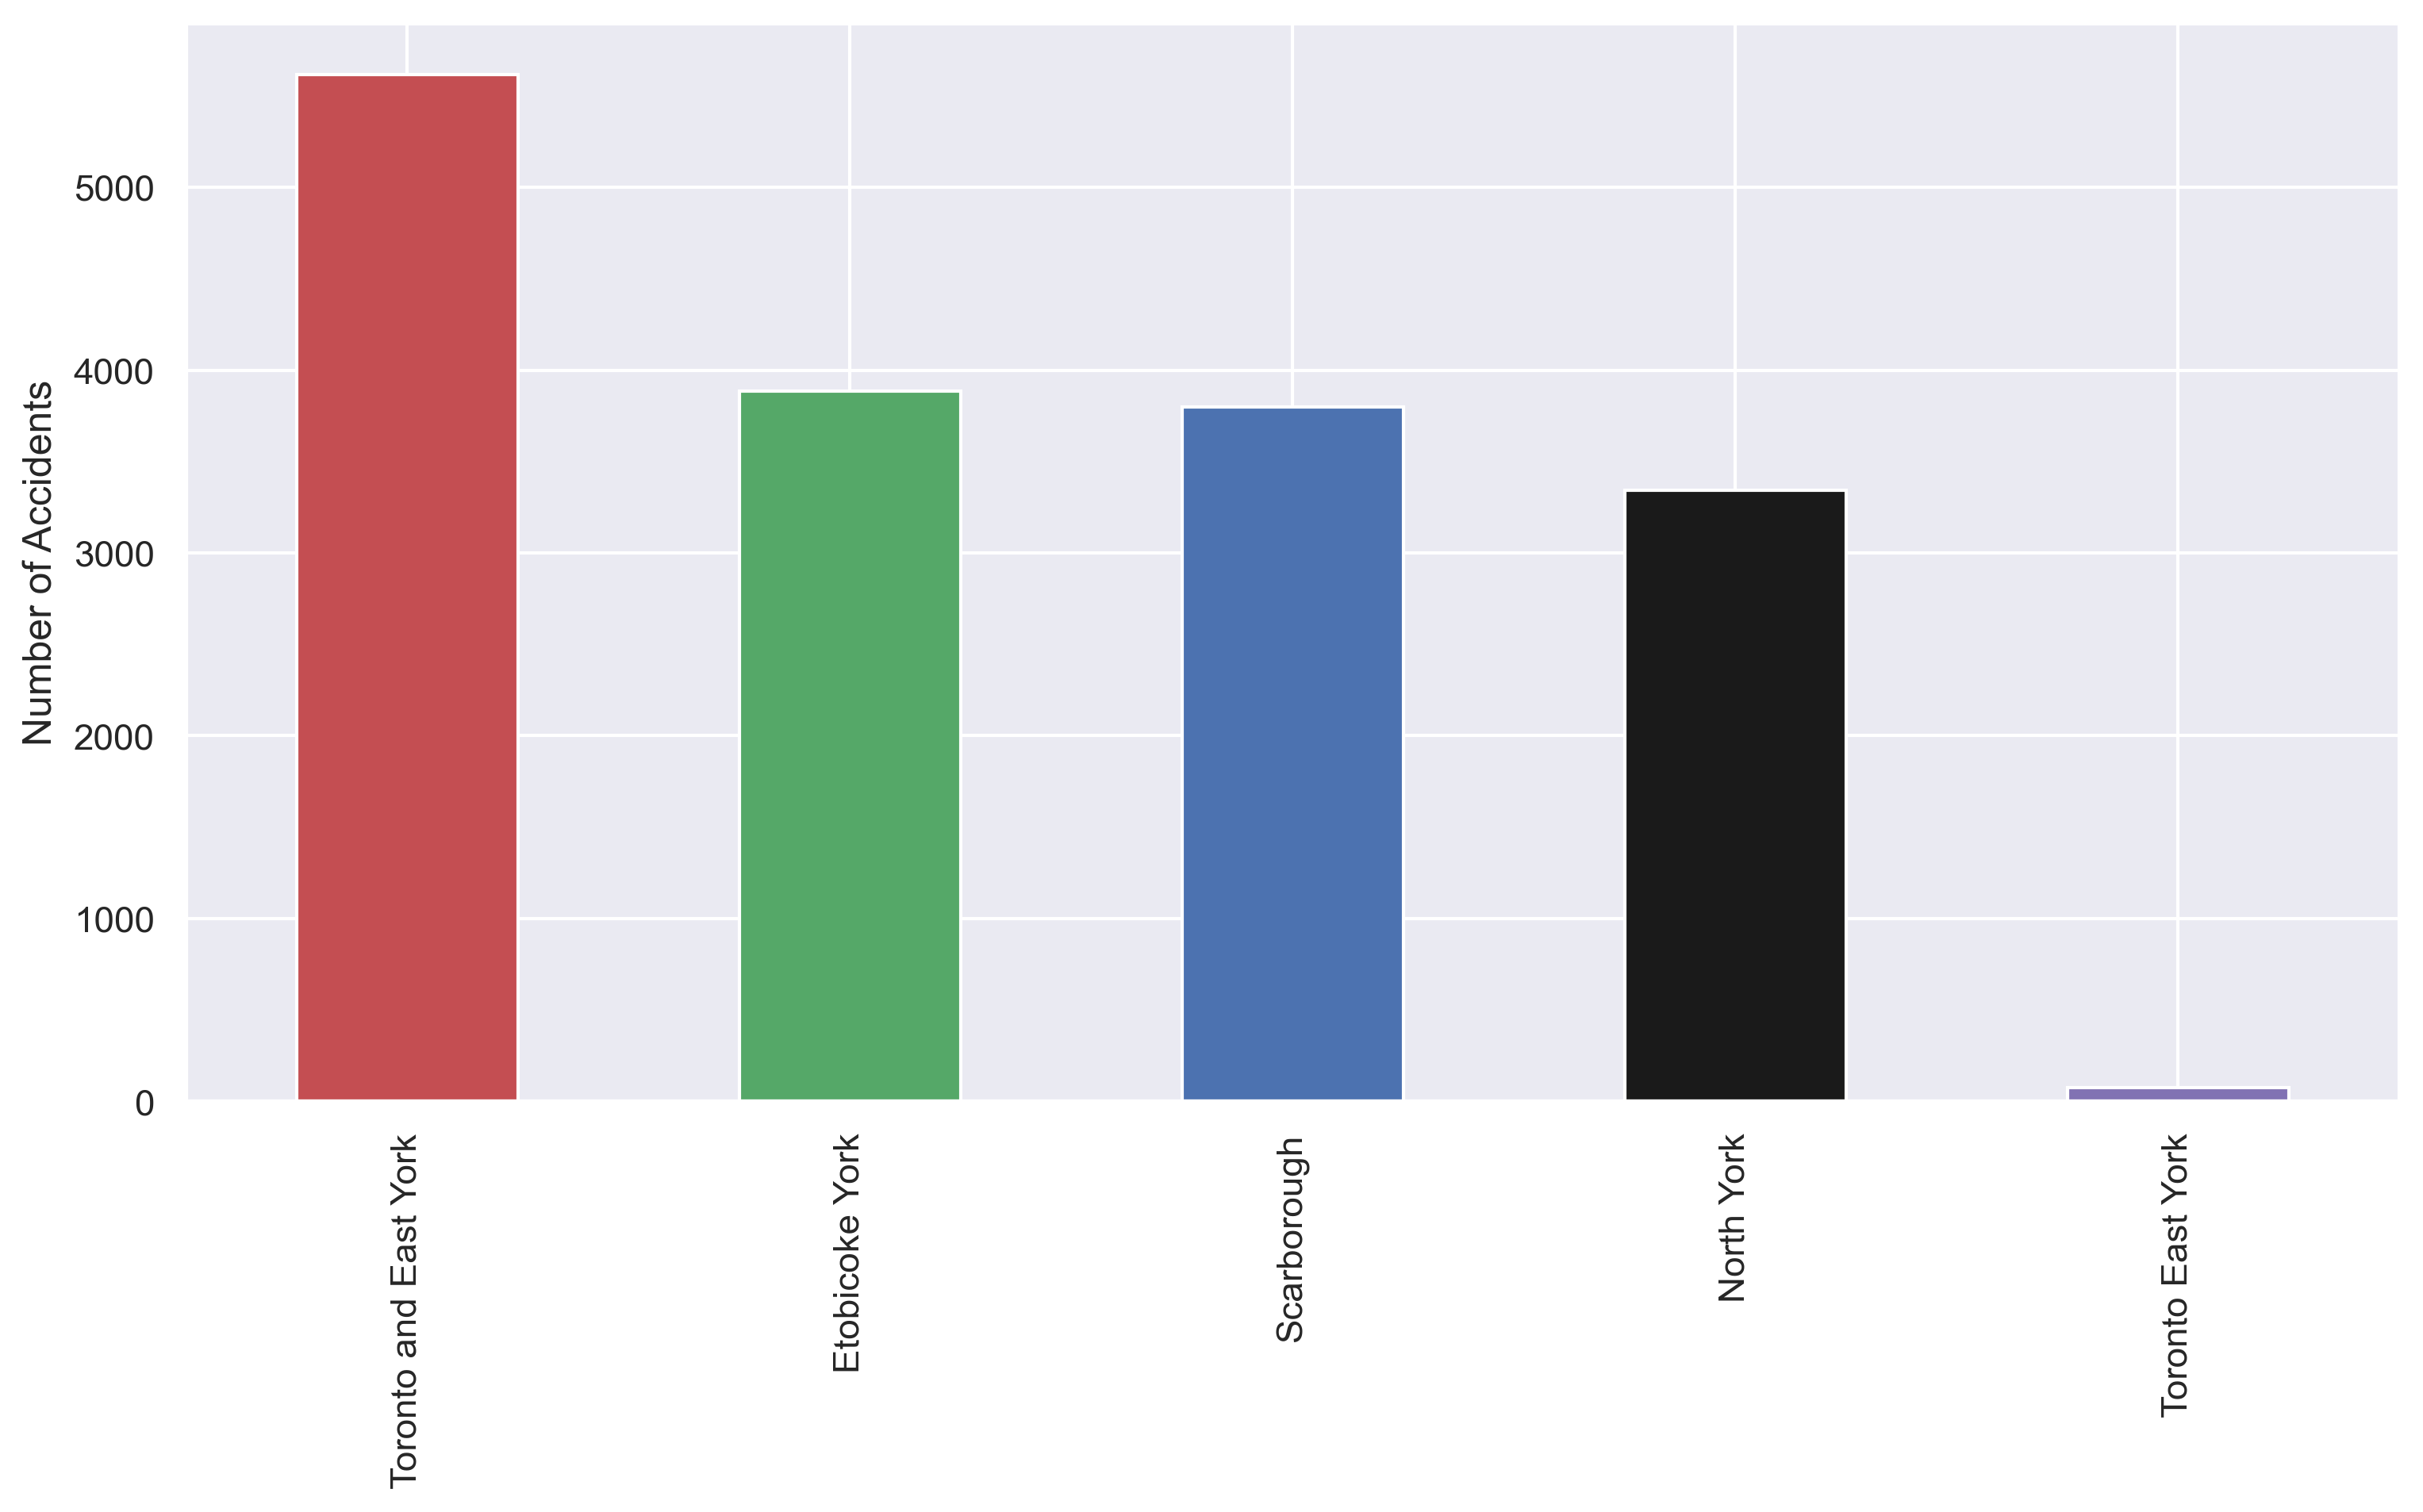 Number of Accidents
5000
4000
3000
2000
1000
0
Toronto and East York
Etobicoke York
Scarborough
North York
Toronto East York